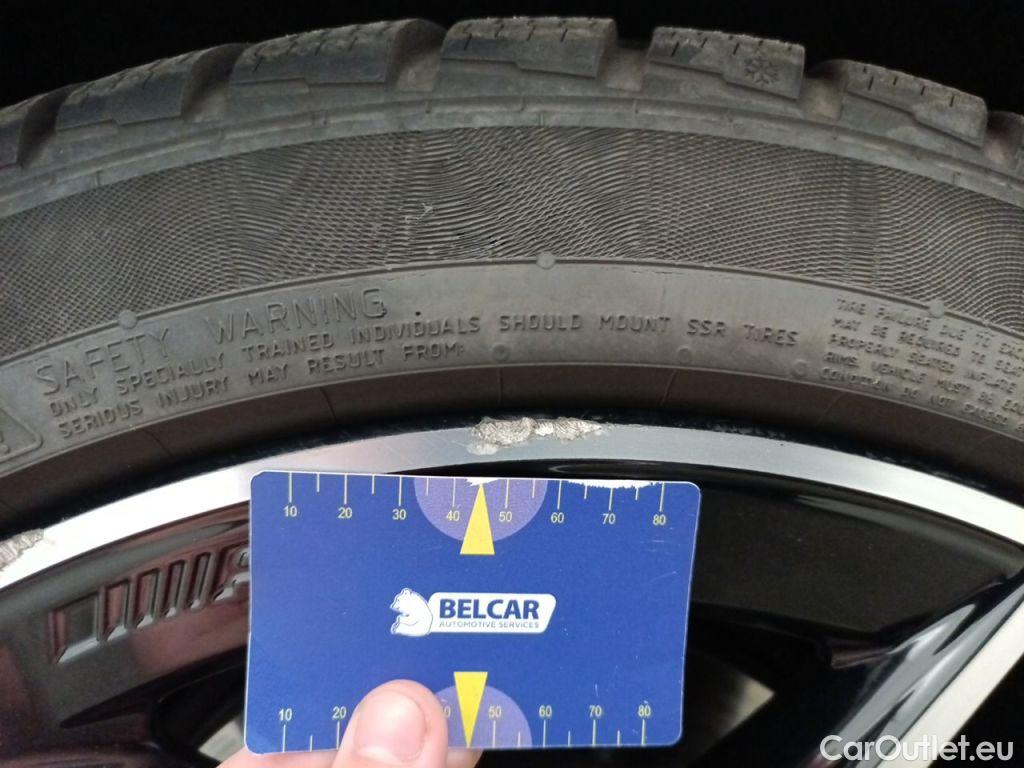 SAFETY WARNING
ONLY SPECIALLY TRAINED INDIVIDUALS SHOULD MOUNT SSR TIRES
SERIOUS INJURY MAY RESULT FROM:
TIRE FAILURE DUE TO
MAY BE REQUIRED TO
PROPERLY SEATED INFLATE
RIMS. VEHICLE MUST BE
DO NOT EXCEED
10 20 30 40 50 60 70 80
BELCAR
AUTOMOTIVE SERVICES
10 20 50 60 70 80
CarOutlet.eu